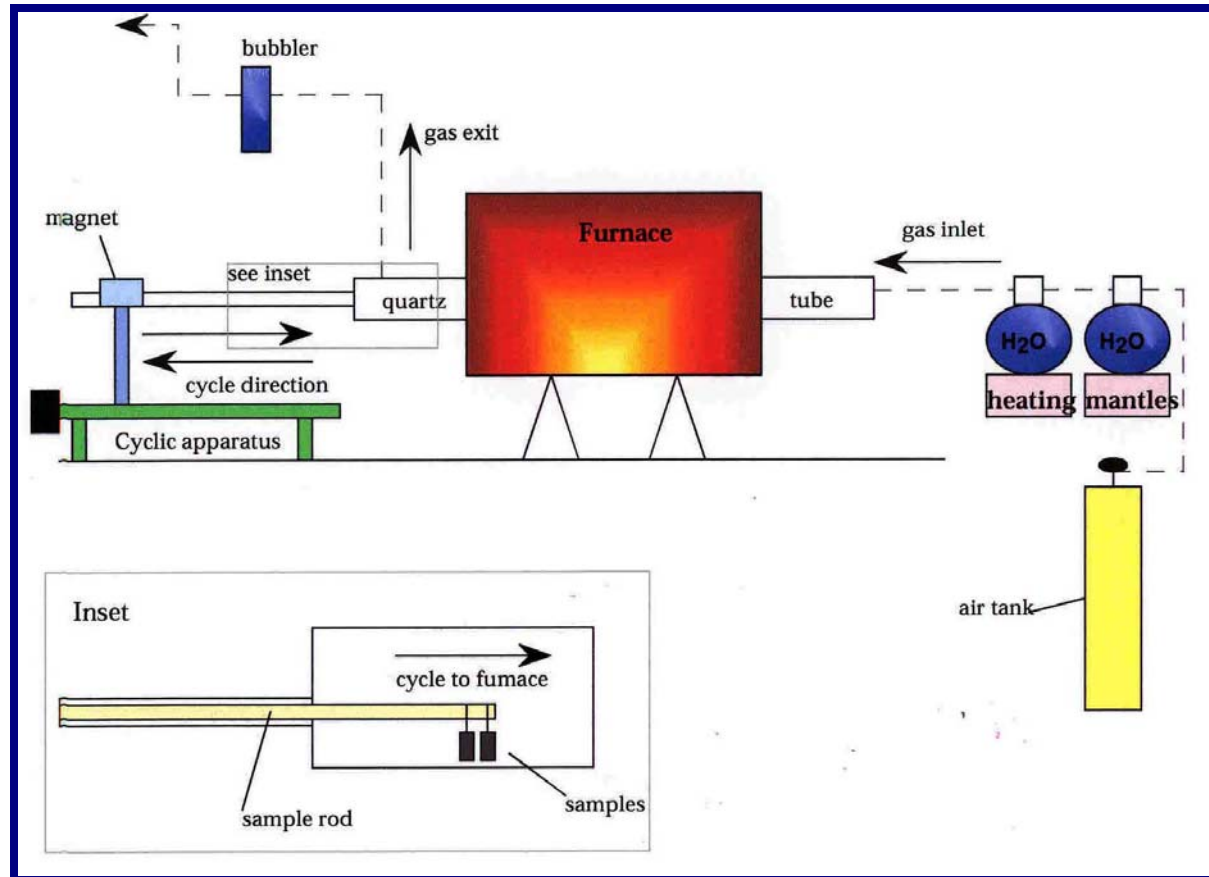 bubbler
gas exit
magnet
Furnace
gas inlet
see inset
quartz
tube
H₂O
H₂O
cycle direction
heating
mantles
Cyclic apparatus
Inset
air tank
cycle to furnace
samples
sample rod